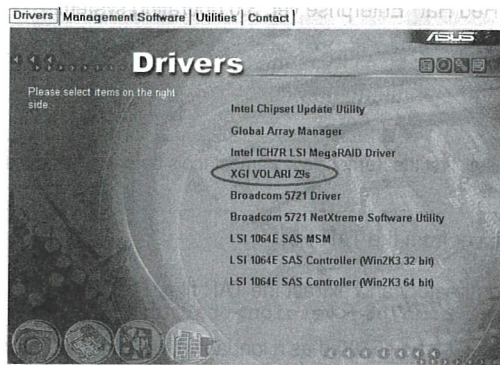 Drivers Management Software Utilities Contact
ASUS
Drivers
Please select items on the right
side.
Intel Chipset Update Utility
Global Array Manager
Intel ICH7R LSI MegaRAID Driver
XGI VOLARI Z9s
Broadcom 5721 Driver
Broadcom 5721 NetXtreme Software Utility
LSI 1064E SAS MSM
LSI 1064E SAS Controller (Win2K3 32 bit)
LSI 1064E SAS Controller (Win2K3 64 bit)